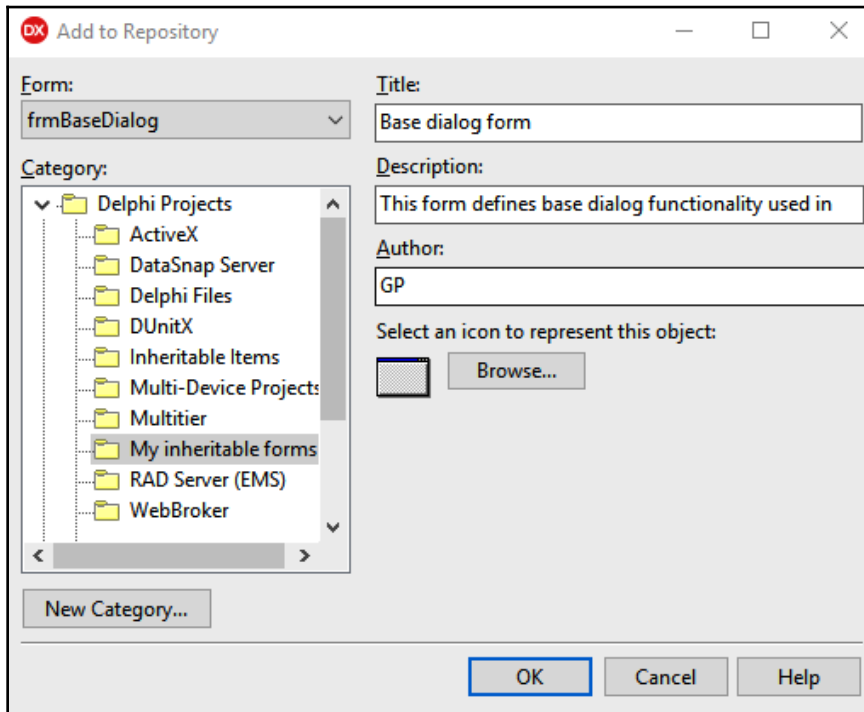 DX Add to Repository
Form:
frmBaseDialog
Category:
Delphi Projects
ActiveX
DataSnap Server
Delphi Files
DUnitX
Inheritable Items
Multi-Device Projects
Multitier
My inheritable forms
RAD Server (EMS)
WebBroker
New Category...
Title:
Base dialog form
Description:
This form defines base dialog functionality used in
Author:
GP
Select an icon to represent this object:
Browse...
OK Cancel Help